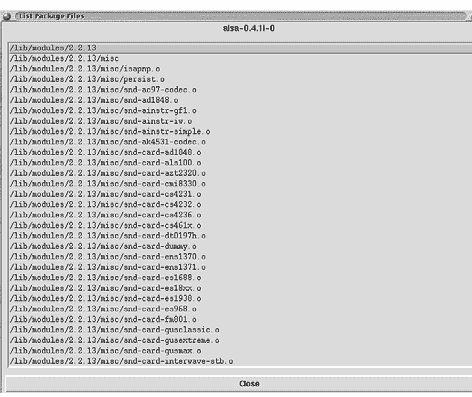 List Package Files
alsa-0.4.1i-0
/lib/modules/2.2.13
/lib/modules/2.2.13/misc
/lib/modules/2.2.13/misc/isapnp.o
/lib/modules/2.2.13/misc/persist.o
/lib/modules/2.2.13/misc/snd-ac97-codec.o
/lib/modules/2.2.13/misc/snd-ad1848.o
/lib/modules/2.2.13/misc/snd-ainstr-gf1.o
/lib/modules/2.2.13/misc/snd-ainstr-iw.o
/lib/modules/2.2.13/misc/snd-ainstr-simple.o
/lib/modules/2.2.13/misc/snd-ak4531-codec.o
/lib/modules/2.2.13/misc/snd-card-ad1848.o
/lib/modules/2.2.13/misc/snd-card-als100.o
/lib/modules/2.2.13/misc/snd-card-azt2320.o
/lib/modules/2.2.13/misc/snd-card-cmi8330.o
/lib/modules/2.2.13/misc/snd-card-cs4231.o
/lib/modules/2.2.13/misc/snd-card-cs4232.o
/lib/modules/2.2.13/misc/snd-card-cs4236.o
/lib/modules/2.2.13/misc/snd-card-cs461x.o
/lib/modules/2.2.13/misc/snd-card-dt0197h.o
/lib/modules/2.2.13/misc/snd-card-dummy.o
/lib/modules/2.2.13/misc/snd-card-ens1370.o
/lib/modules/2.2.13/misc/snd-card-ens1371.o
/lib/modules/2.2.13/misc/snd-card-es1688.o
/lib/modules/2.2.13/misc/snd-card-es18xx.o
/lib/modules/2.2.13/misc/snd-card-es1938.o
/lib/modules/2.2.13/misc/snd-card-es968.o
/lib/modules/2.2.13/misc/snd-card-fm801.o
/lib/modules/2.2.13/misc/snd-card-gusclassic.o
/lib/modules/2.2.13/misc/snd-card-gusextreme.o
/lib/modules/2.2.13/misc/snd-card-gusmax.o
/lib/modules/2.2.13/misc/snd-card-interwave-stb.o
Close